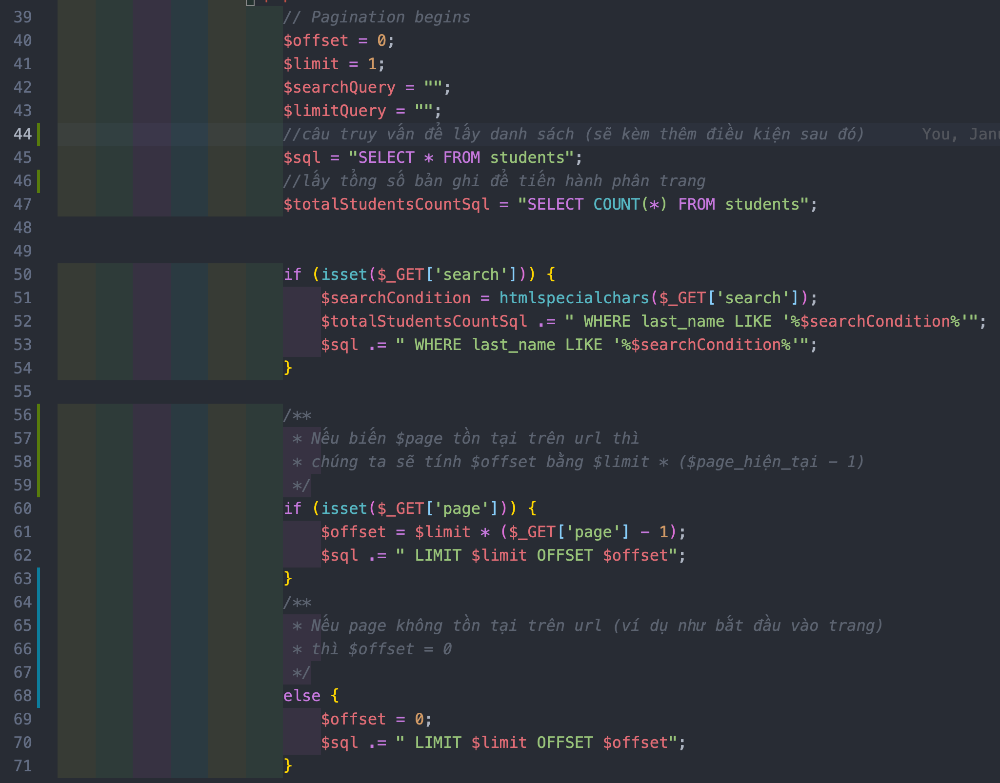 39 // Pagination begins
40 $offset = 0;
41 $limit = 1;
42 $searchQuery = "";
43 $limitQuery = "";
44 //câu truy vấn để lấy danh sách (sẽ kèm thêm điều kiện sau đó) You,
45 $sql = "SELECT * FROM students";
46 //lấy tổng số bản ghi để tiến hành phân trang
47 $totalStudentsCountSql = "SELECT COUNT(*) FROM students";
48
49
50 if (isset($_GET['search'])) {
51 $searchCondition = htmlspecialchars($_GET['search']);
52 $totalStudentsCountSql .= " WHERE last_name LIKE '%$searchCondition%'";
53 $sql .= " WHERE last_name LIKE '%$searchCondition%'";
54 }
55
56 /**
57 * Nếu biến $page tồn tại trên url thì
58 * chúng ta sẽ tính $offset bằng $limit * ($page_hiện_tại - 1)
59 */
60 if (isset($_GET['page'])) {
61 $offset = $limit * ($_GET['page'] - 1);
62 $sql .= " LIMIT $limit OFFSET $offset";
63 }
64 /**
65 * Nếu page không tồn tại trên url (ví dụ như bắt đầu vào trang)
66 * thì $offset = 0
67 */
68 else {
69 $offset = 0;
70 $sql .= " LIMIT $limit OFFSET $offset";
71 }